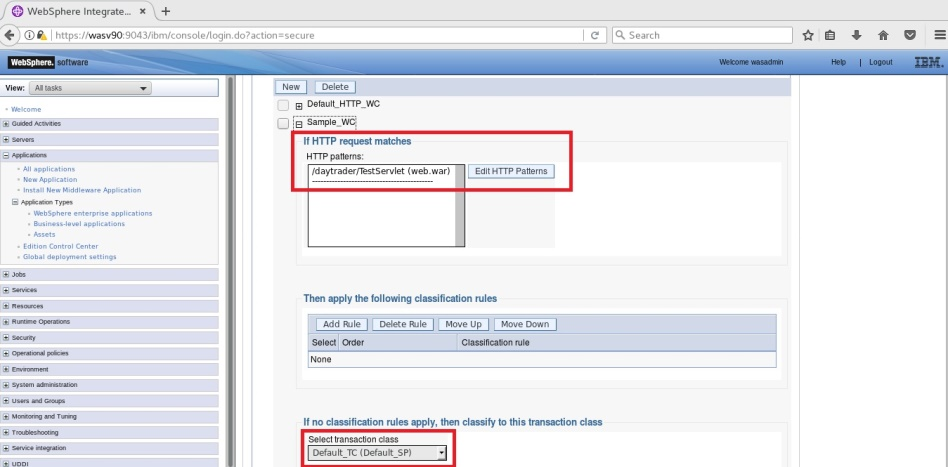 WebSphere Integrate...
https://wasv90:9043/ibm/console/login.do?action=secure
Search
WebSphere. software
Welcome wasadmin
Help | Logout
IBM.
View: All tasks
Welcome
Guided Activities
Servers
Applications
All applications
New Application
Install New Middleware Application
Application Types
WebSphere enterprise applications
Business-level applications
Assets
Edition Control Center
Global deployment settings
Jobs
Services
Resources
Runtime Operations
Security
Operational policies
Environment
System administration
Users and Groups
Monitoring and Tuning
Troubleshooting
Service integration
UDDI
New Delete
Default_HTTP_WC
Sample_WC
If HTTP request matches
HTTP patterns:
/daytrader/TestServlet (web.war)
----------------------------------------
Edit HTTP Patterns
Then apply the following classification rules
Add Rule Delete Rule Move Up Move Down
Select Order Classification rule
None
If no classification rules apply, then classify to this transaction class
Select transaction class
Default_TC (Default_SP)